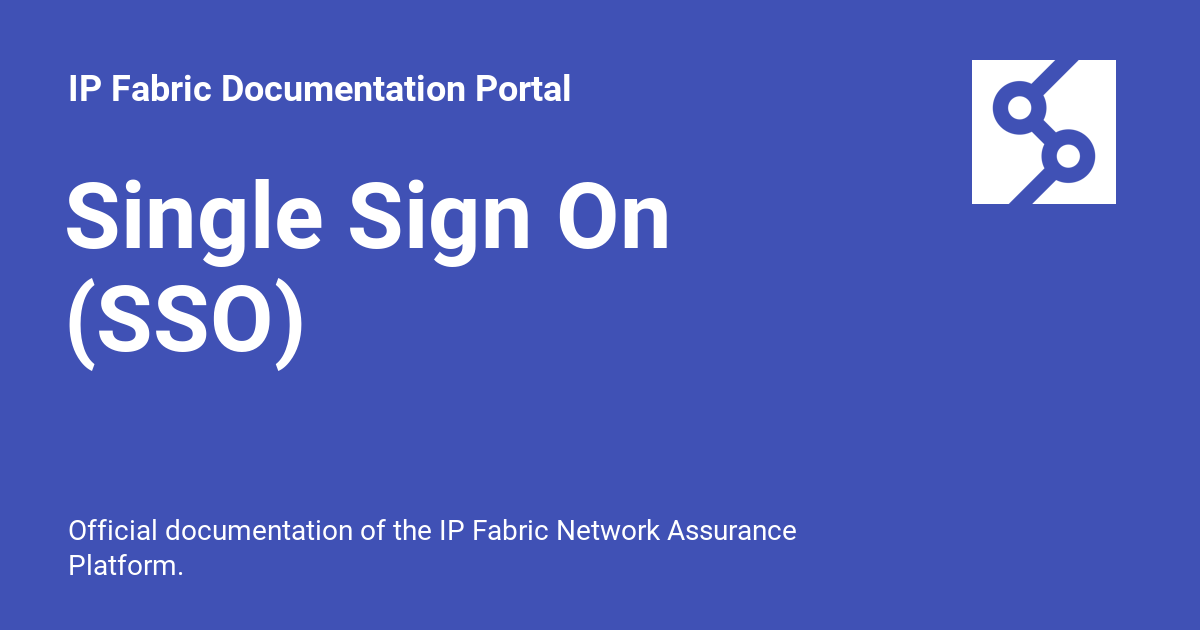 IP Fabric Documentation Portal
Single Sign On
(SSO)
Official documentation of the IP Fabric Network Assurance
Platform.